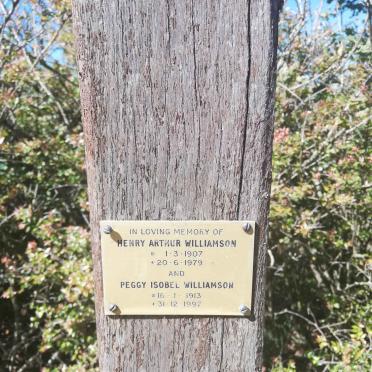 IN LOVING MEMORY OF
HENRY ARTHUR WILLIAMSON
* 1-3-1907
+20-6-1979
AND
PEGGY ISOBEL WILLIAMSON
*16-1-1913
+31-12-1997